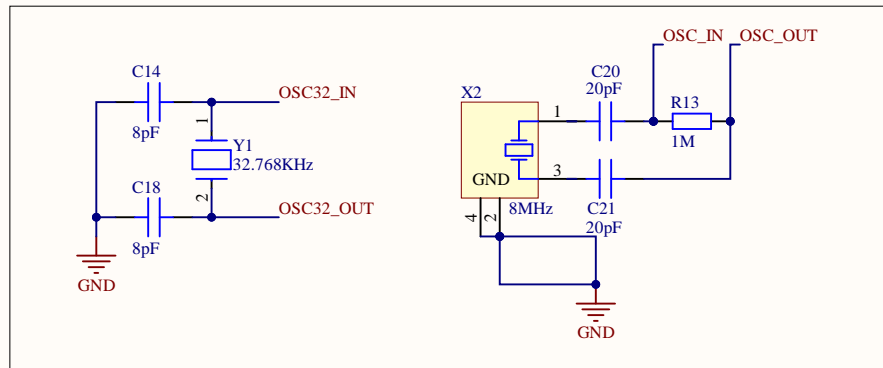 C14
8pF
OSC32_IN
1
Y1
32.768KHz
2
C18
8pF
OSC32_OUT
GND
OSC_IN
OSC_OUT
X2
C20
20pF
R13
1M
1
3
GND
8MHz
4
2
C21
20pF
GND